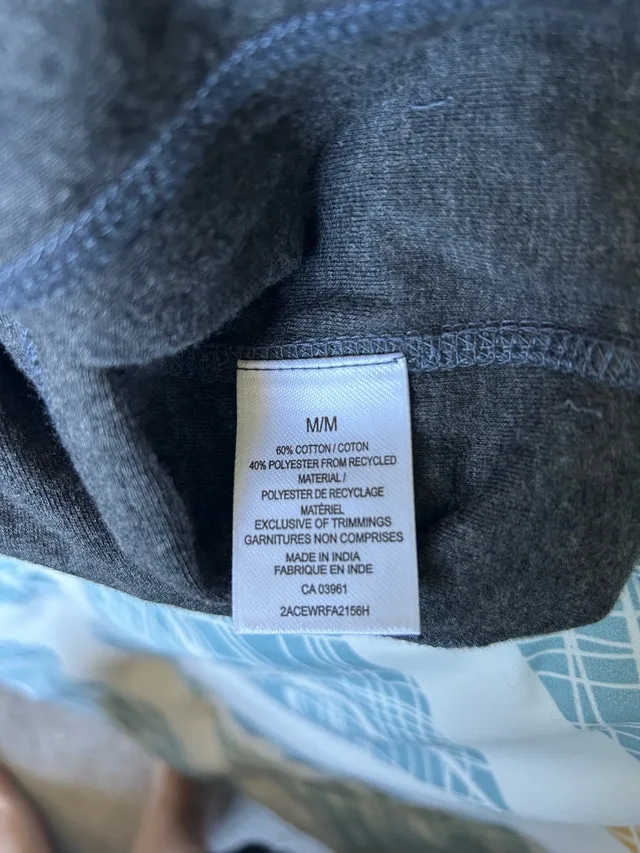 M/M
60% COTTON / COTON
40% POLYESTER FROM RECYCLED
MATERIAL /
POLYESTER DE RECYCLAGE
MATÉRIEL
EXCLUSIVE OF TRIMMINGS
GARNITURES NON COMPRISES
MADE IN INDIA
FABRIQUE EN INDE
CA 03961
2ACEWRFA2156H